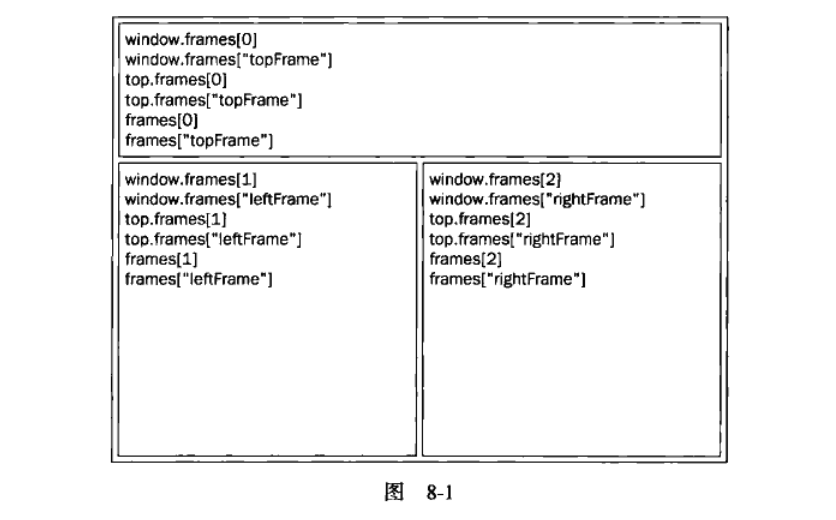 window.frames[0]
window.frames["topFrame"]
top.frames[0]
top.frames["topFrame"]
frames[0]
frames["topFrame"]
window.frames[1]
window.frames["leftFrame"]
top.frames[1]
top.frames["leftFrame"]
frames[1]
frames["leftFrame"]
window.frames[2]
window.frames["rightFrame"]
top.frames[2]
top.frames["rightFrame"]
frames[2]
frames["rightFrame"]
图 8-1